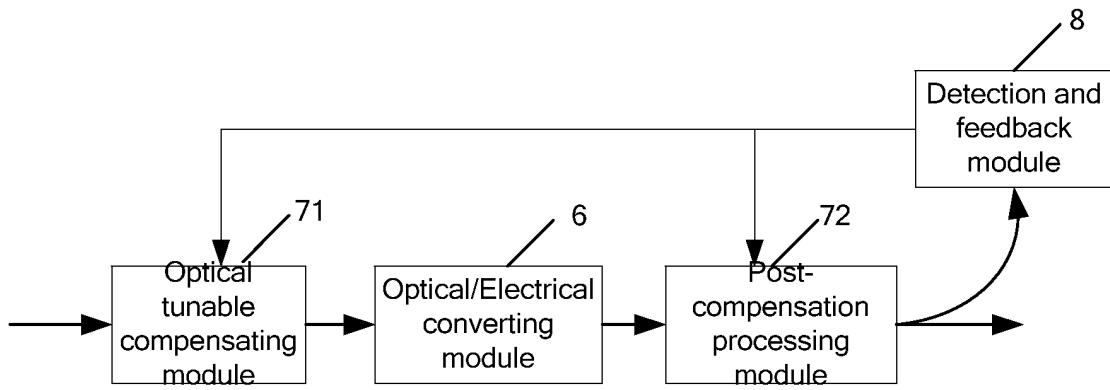 8
Detection and
feedback
module
71
6
72
Optical
tunable
compensating
module
Optical/Electrical
converting
module
Post-
compensation
processing
module